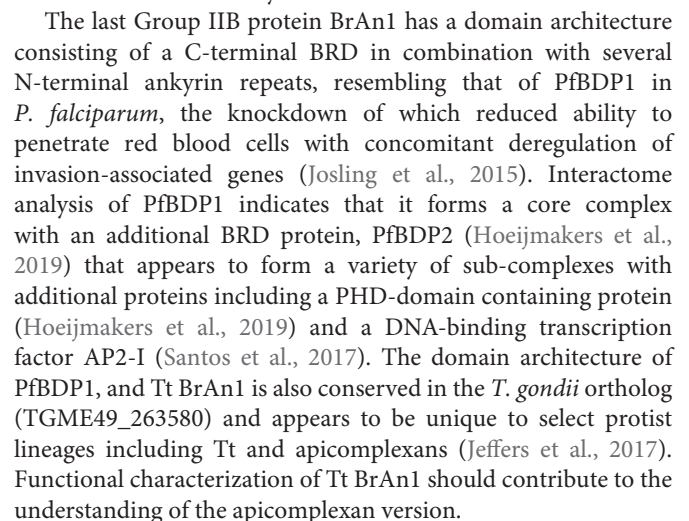 The last Group IIB protein BrAn1 has a domain architecture
consisting of a C-terminal BRD in combination with several
N-terminal ankyrin repeats, resembling that of PfBDP1 in
P. falciparum, the knockdown of which reduced ability to
penetrate red blood cells with concomitant deregulation of
invasion-associated genes (Josling et al., 2015). Interactome
analysis of PfBDP1 indicates that it forms a core complex
with an additional BRD protein, PfBDP2 (Hoeijmakers et al.,
2019) that appears to form a variety of sub-complexes with
additional proteins including a PHD-domain containing protein
(Hoeijmakers et al., 2019) and a DNA-binding transcription
factor AP2-I (Santos et al., 2017). The domain architecture of
PfBDP1, and Tt BrAn1 is also conserved in the T. gondii ortholog
(TGME49_263580) and appears to be unique to select protist
lineages including Tt and apicomplexans (Jeffers et al., 2017).
Functional characterization of Tt BrAn1 should contribute to the
understanding of the apicomplexan version.